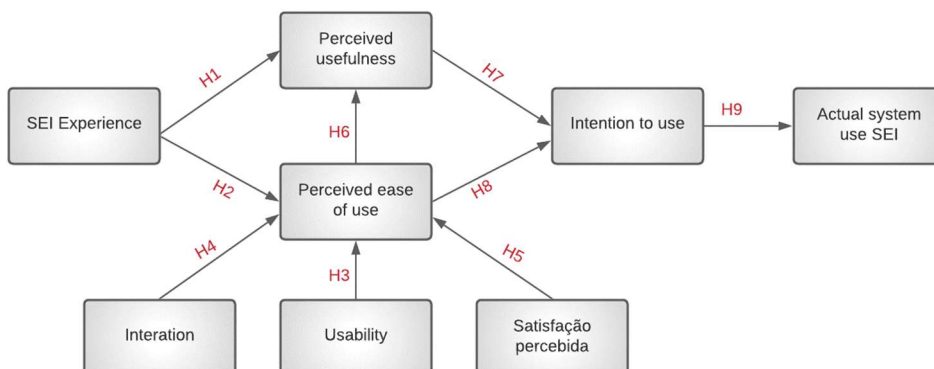 Perceived
usefulness
H1
H7
SEI Experience
Intention to use
H9
Actual system
use SEI
H6
H2
Perceived ease
of use
H8
H4
H3
H5
Interation
Usability
Satisfação
percebida